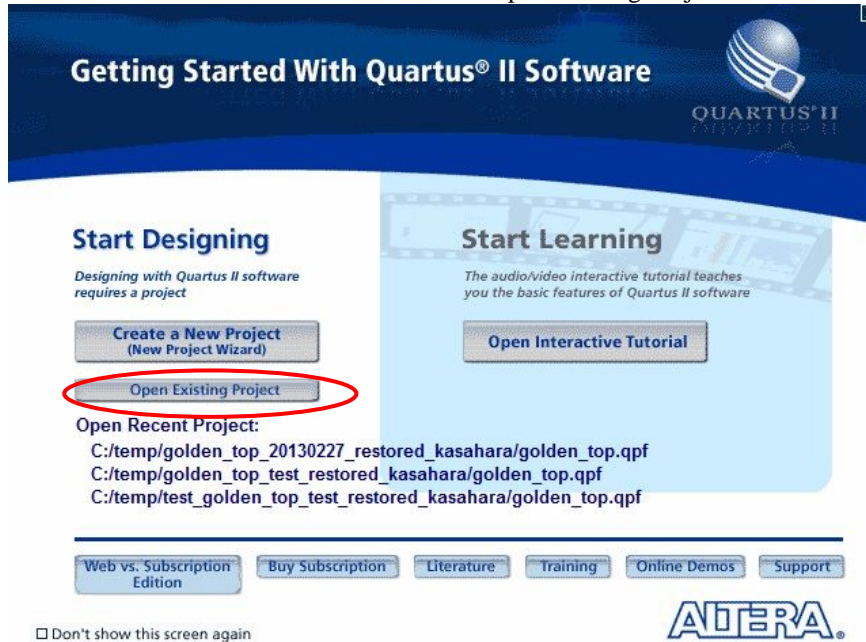 Getting Started With Quartus® II Software
QUARTUS® II
Start Designing
Designing with Quartus II software
requires a project
Create a New Project
(New Project Wizard)
Open Existing Project
Open Recent Project:
C:/temp/golden_top_20130227_restored_kasahara/golden_top.qpf
C:/temp/golden_top_test_restored_kasahara/golden_top.qpf
C:/temp/test_golden_top_test_restored_kasahara/golden_top.qpf
Start Learning
The audio/video interactive tutorial teaches
you the basic features of Quartus II software
Open Interactive Tutorial
Web vs. Subscription
Edition
Buy Subscription
Literature
Training
Online Demos
Support
Don't show this screen again
ALTERA®